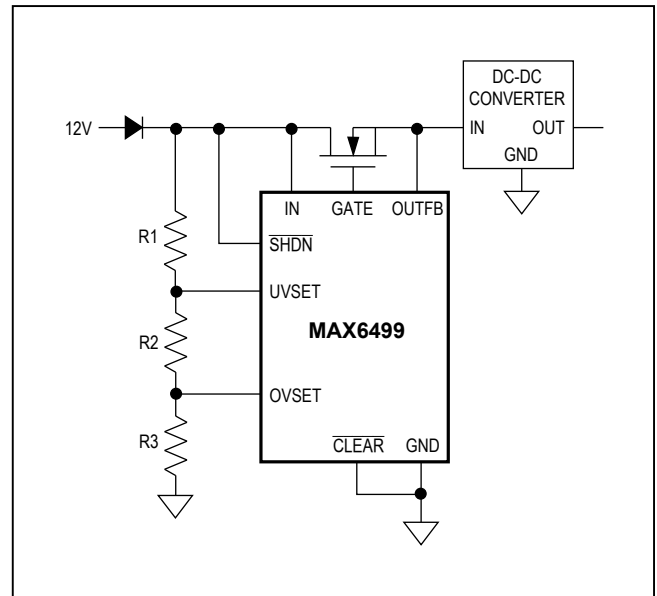 DC-DC
CONVERTER
IN OUT
GND
12V
IN GATE OUTFB
R1
SHDN
UVSET
MAX6499
R2
OVSET
R3
CLEAR GND